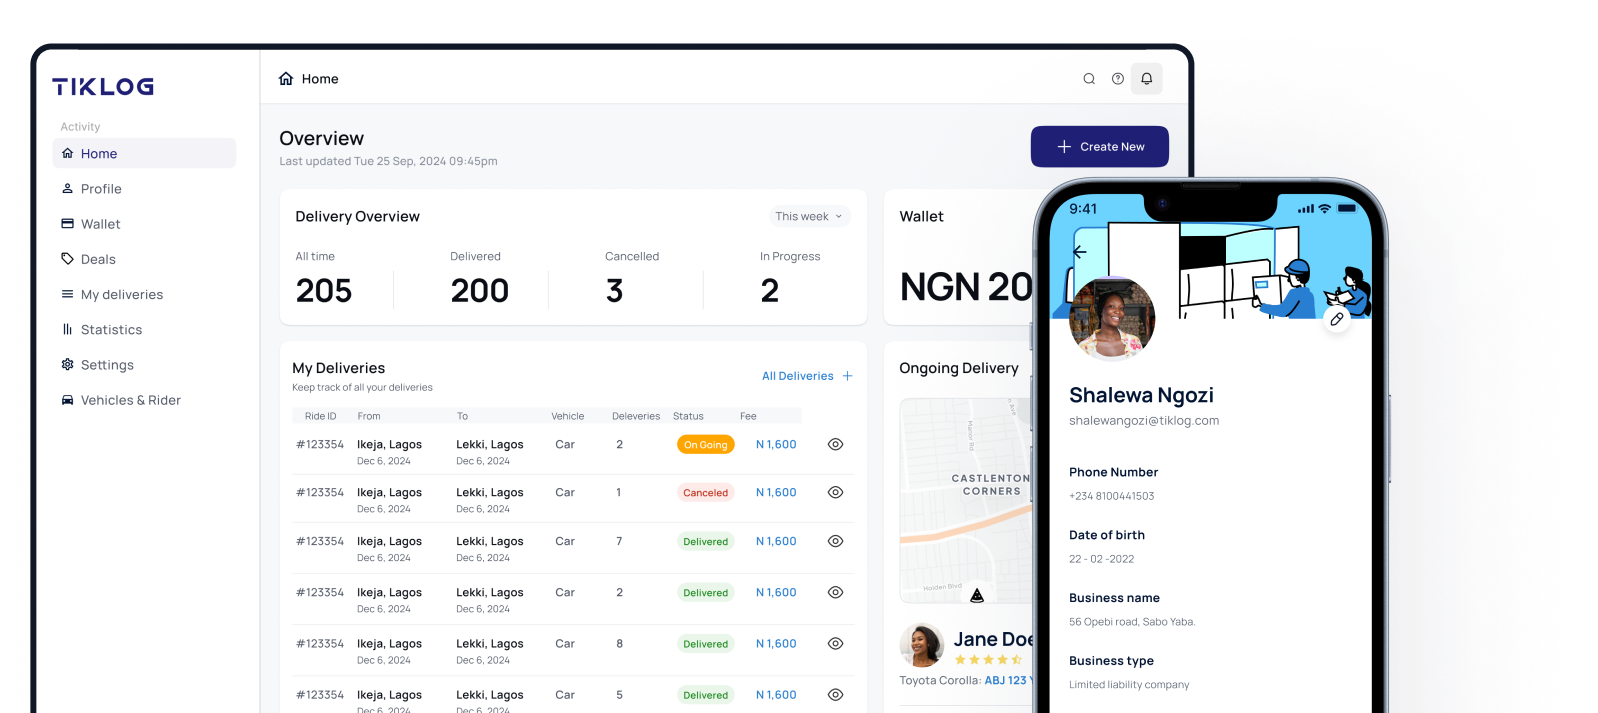 TIKLOG
Activity
Home
Profile
Wallet
Deals
My deliveries
Statistics
Settings
Vehicles & Rider
Home
Overview
Last updated Tue 25 Sep, 2024 09:45pm
Create New
Delivery Overview
This week
All time
Delivered
Cancelled
In Progress
205
200
3
2
Wallet
NGN 20
My Deliveries
Keep track of all your deliveries
All Deliveries
Ride ID From To Vehicle Deleveries Status Fee
#123354 Ikeja, Lagos Lekki, Lagos Car 2 On Going N 1,600
Dec 6, 2024 Dec 6, 2024
#123354 Ikeja, Lagos Lekki, Lagos Car 1 Canceled N 1,600
Dec 6, 2024 Dec 6, 2024
#123354 Ikeja, Lagos Lekki, Lagos Car 7 Delivered N 1,600
Dec 6, 2024 Dec 6, 2024
#123354 Ikeja, Lagos Lekki, Lagos Car 2 Delivered N 1,600
Dec 6, 2024 Dec 6, 2024
#123354 Ikeja, Lagos Lekki, Lagos Car 8 Delivered N 1,600
Dec 6, 2024 Dec 6, 2024
#123354 Ikeja, Lagos Lekki, Lagos Car 5 Delivered N 1,600
Dec 6, 2024 Dec 6, 2024
Ongoing Delivery
Manor Rd
CASTLETON
CORNERS
Holden Blvd
Jane Doe
Toyota Corolla: ABJ 123
9:41
Shalewa Ngozi
shalewangozi@tiklog.com
Phone Number
+234 8100441503
Date of birth
22 - 02 -2022
Business name
56 Opebi road, Sabo Yaba.
Business type
Limited liability company